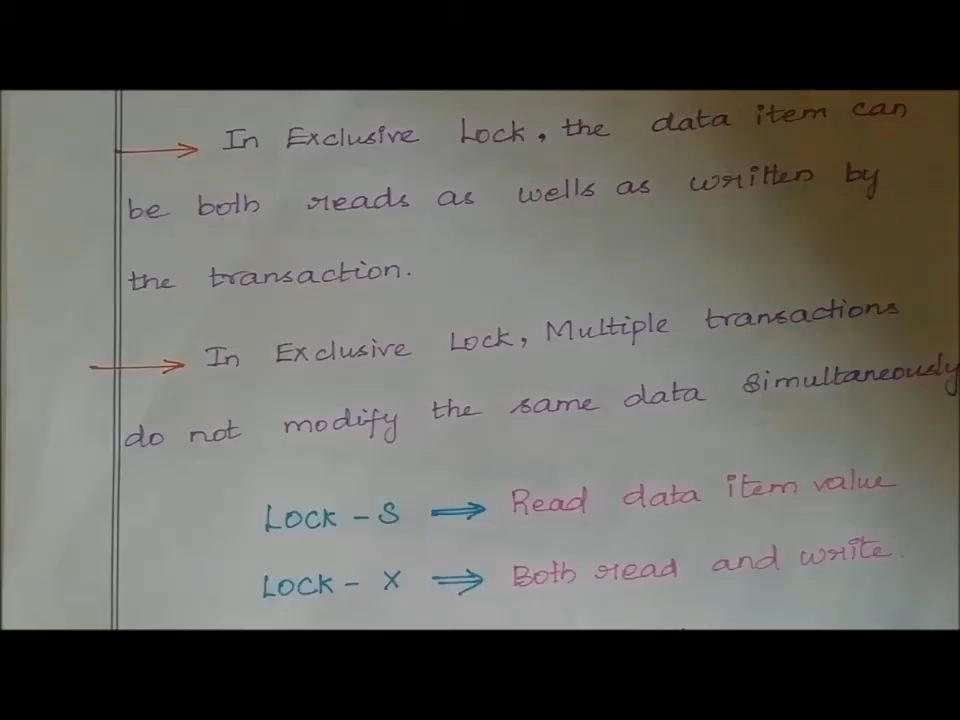 In Exclusive Lock, the data item can
be both reads as wells as written by
the transaction.
In Exclusive Lock, Multiple transactions
do not modify the same data simultaneously
Lock - S ⟹ Read data item value
Lock - X ⟹ Both read and write.